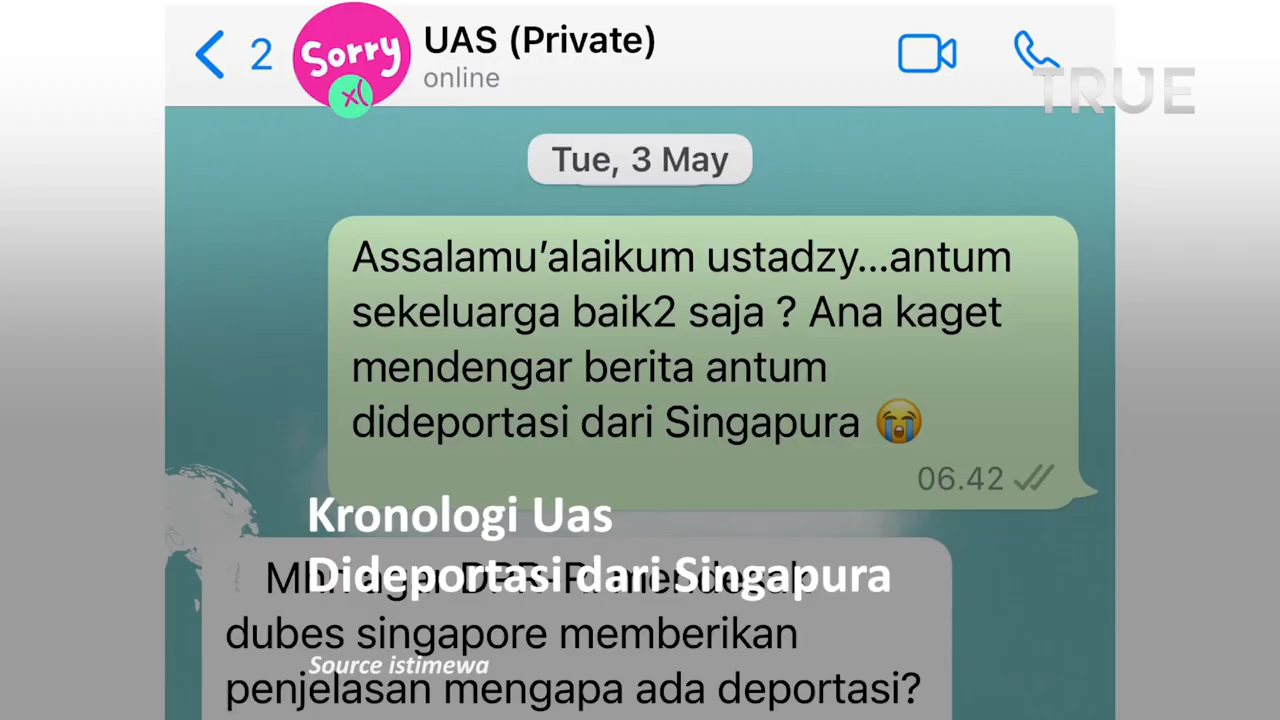 2
Sorry
x(
UAS (Private)
online
TRUE
Tue, 3 May
Assalamu’alaikum ustadzy...antum
sekeluarga baik2 saja ? Ana kaget
mendengar berita antum
dideportasi dari Singapura 😭
06.42
Kronologi Uas
Dideportasi dari Singapura
dubes singapore memberikan
Source istimewa
penjelasan mengapa ada deportasi?